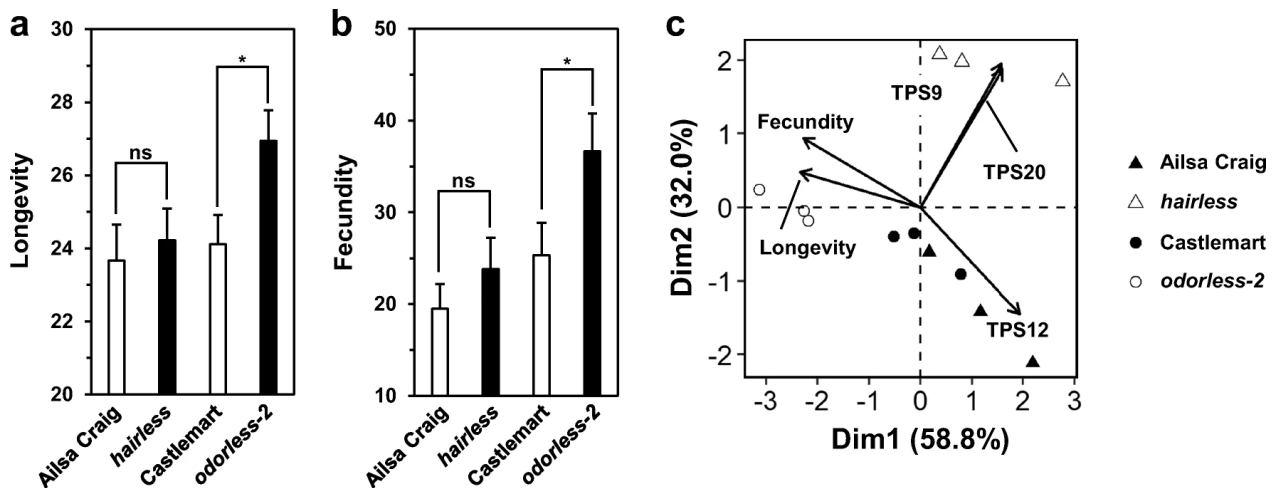 a
30
28
26
24
22
20
Longevity
ns
*
Ailsa Craig
hairless
Castlemart
odorless-2
b
50
40
30
20
10
Fecundity
ns
*
Ailsa Craig
hairless
Castlemart
odorless-2
c
2
1
0
-1
-2
Dim2 (32.0%)
TPS9
Fecundity
TPS20
Longevity
TPS12
-3 -2 -1 0 1 2 3
Dim1 (58.8%)
Ailsa Craig
hairless
Castlemart
odorless-2